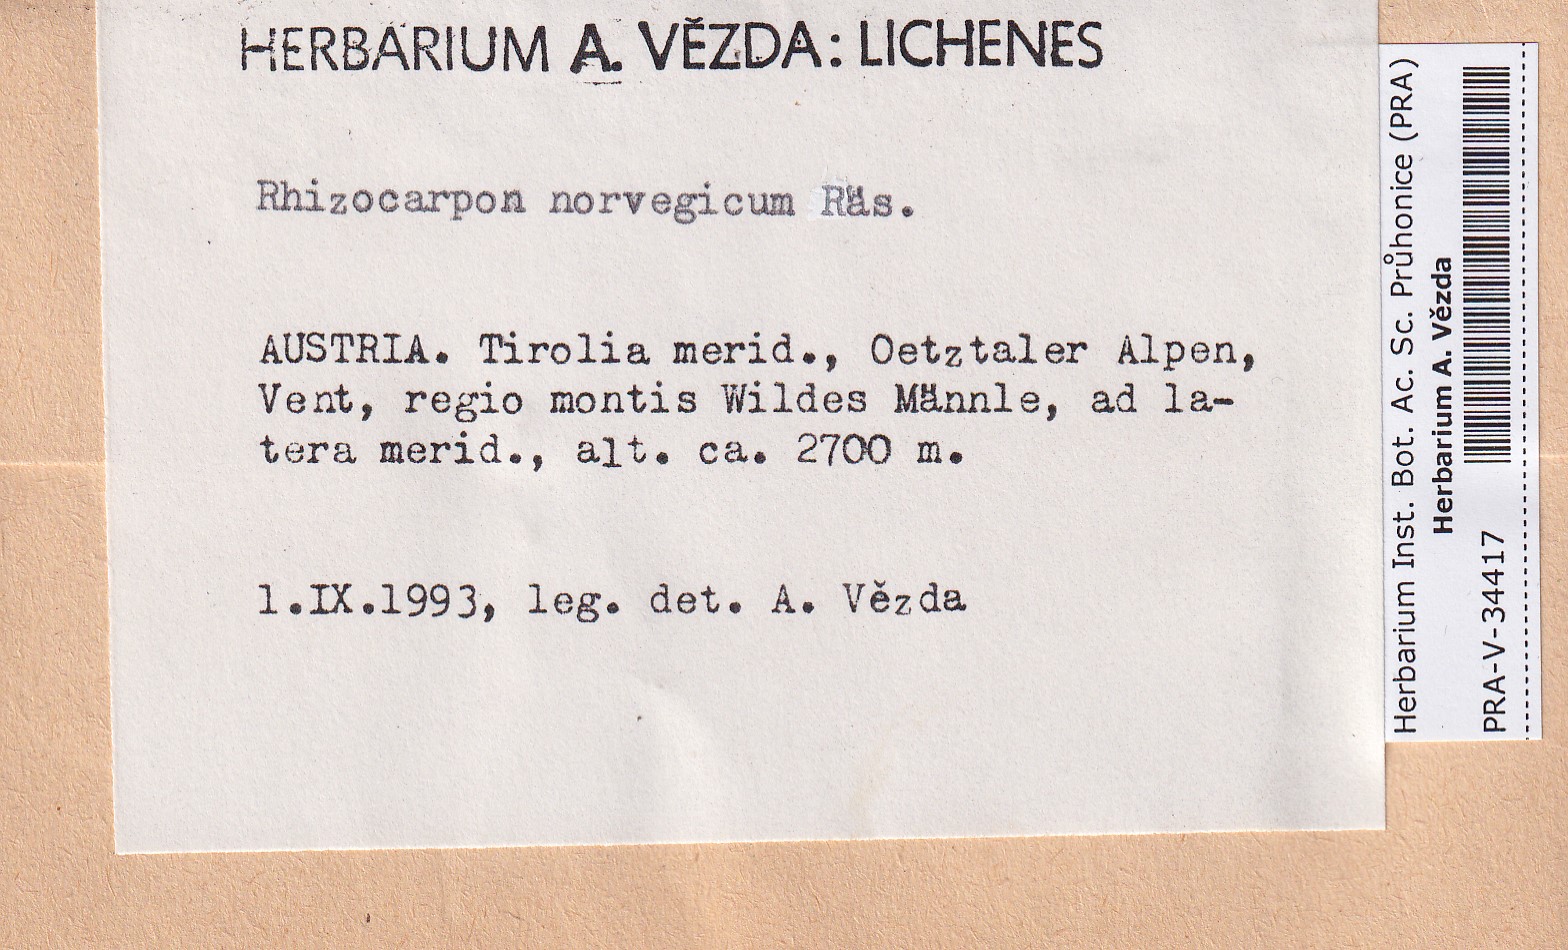 HERBARIUM A. VĚZDA: LICHENES
Rhizocarpon norvegicum Räs.
AUSTRIA. Tirolia merid., Oetztaler Alpen,
Vent, regio montis Wildes Männle, ad la-
tera merid., alt. ca. 2700 m.
1.IX.1993, leg. det. A. Vězda
Herbarium Inst. Bot. Ac. Sc. Průhonice (PRA)
Herbarium A. Vězda
PRA-V-34417